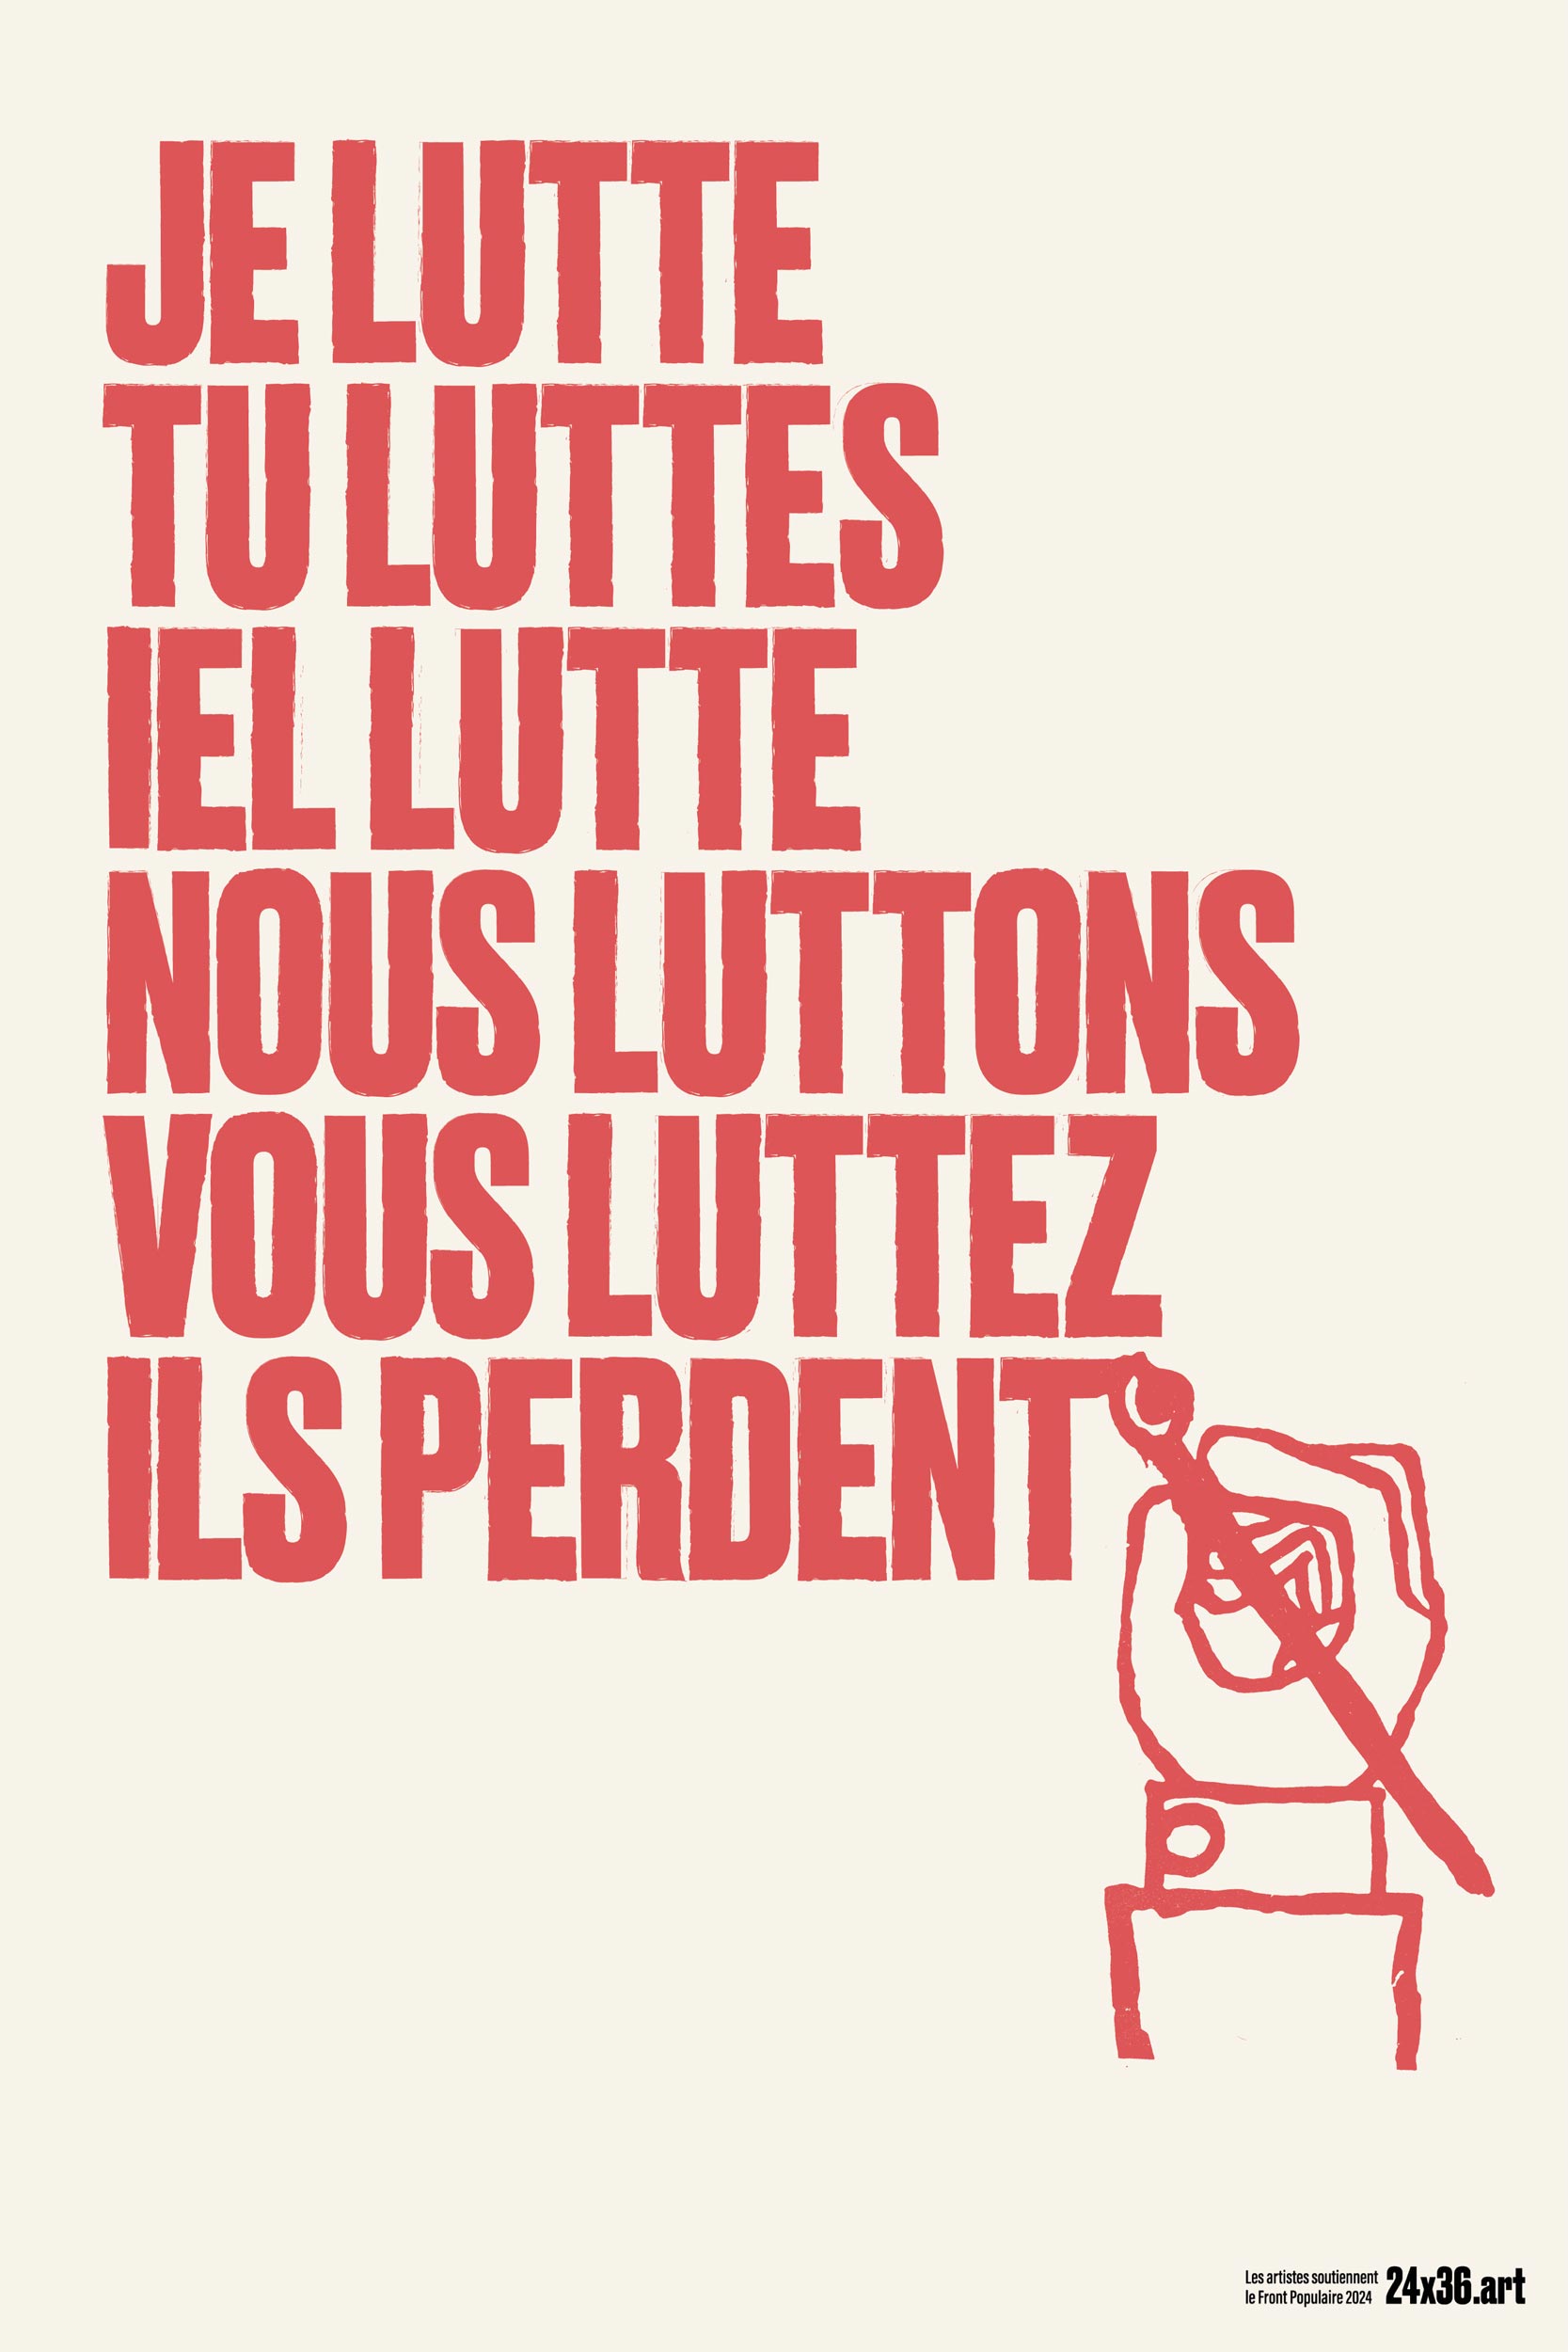 JE LUTTE
TU LUTTES
IEL LUTTE
NOUS LUTTONS
VOUS LUTTEZ
ILS PERDENT
Les artistes soutiennent
le Front Populaire 2024
24x36.art